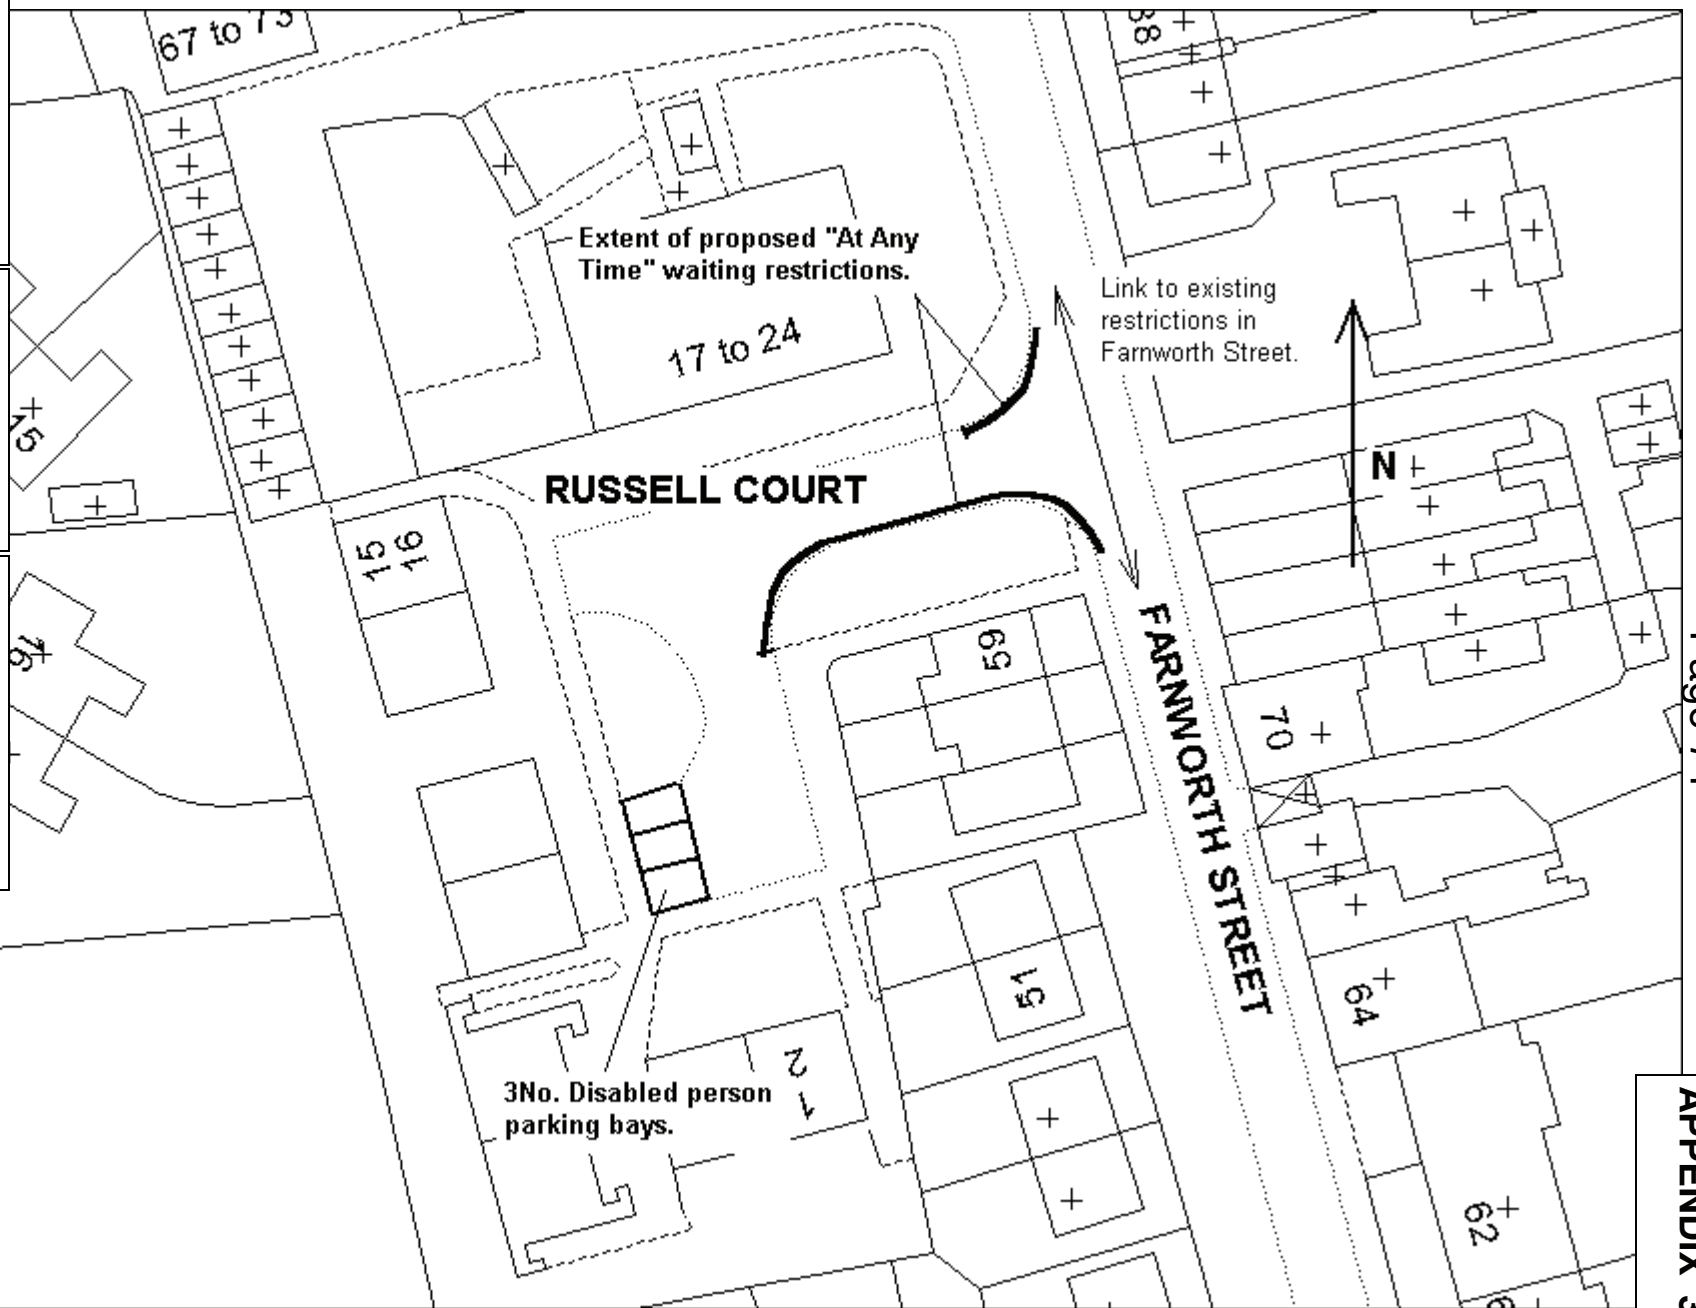 67 to 73
38
Extent of proposed "At Any
Time" waiting restrictions.
Link to existing
restrictions in
Farnworth Street.
17 to 24
15
N
RUSSELL COURT
15
16
59
FARNWORTH STREET
70
51
64
2
1
3No. Disabled person
parking bays.
62
APPENDIX